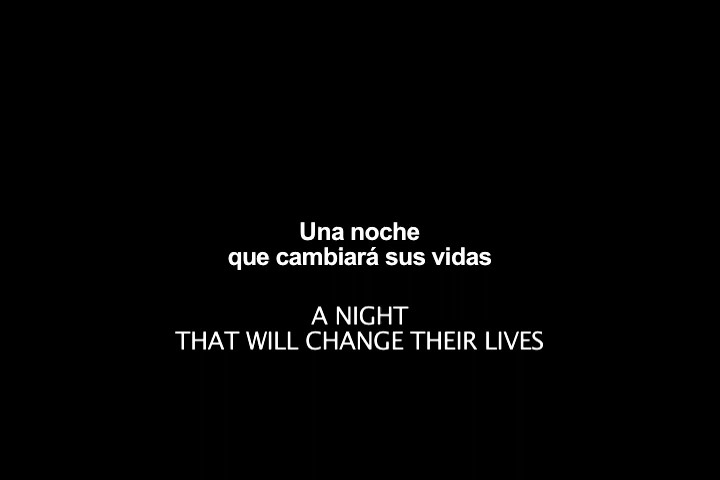 Una noche
que cambiará sus vidas
A NIGHT
THAT WILL CHANGE THEIR LIVES